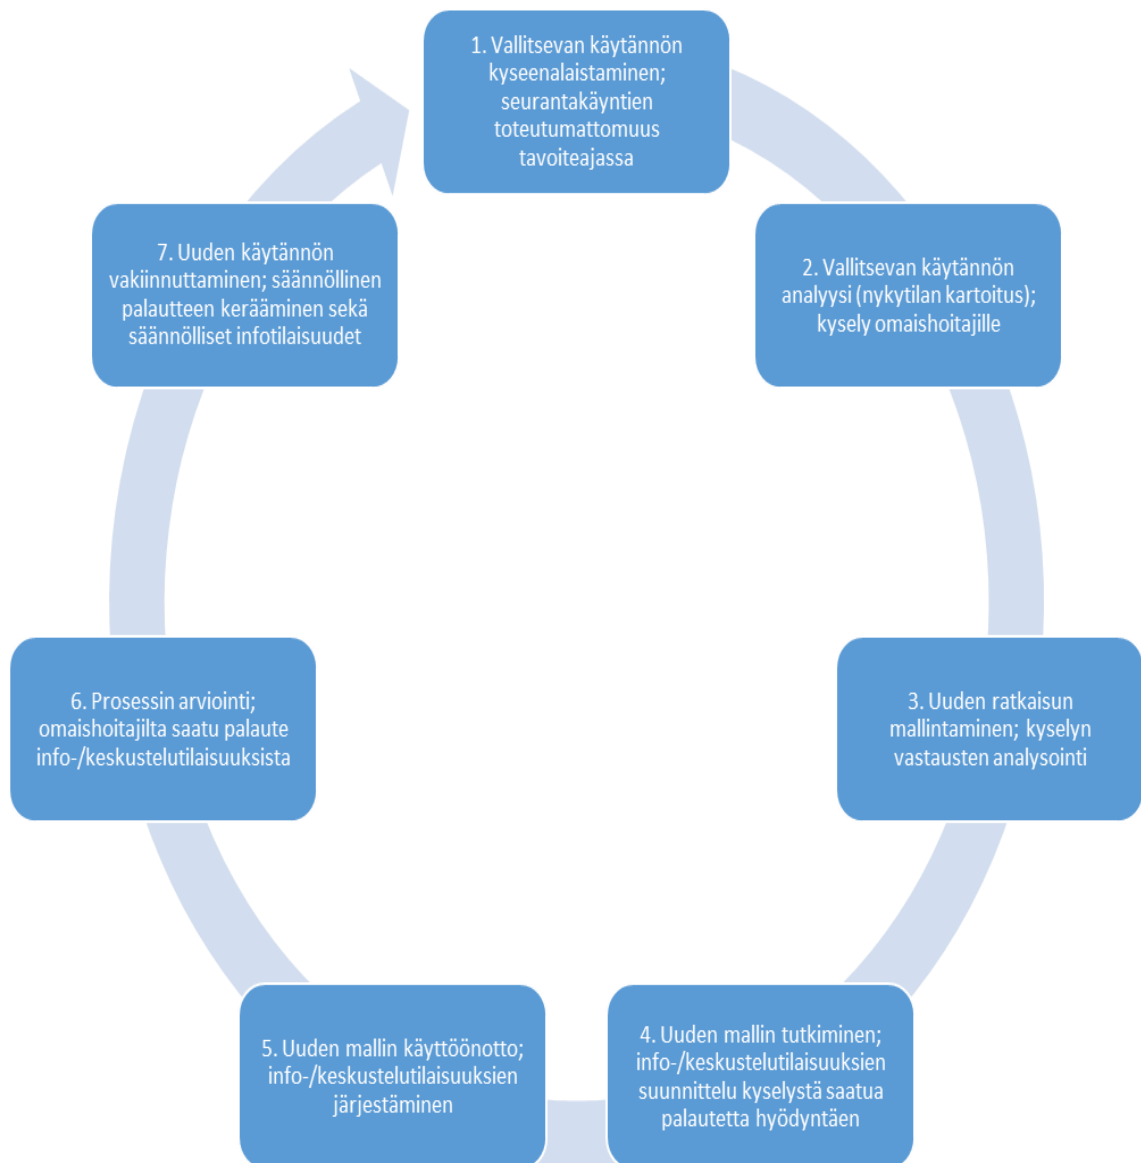 1. Vallitsevan käytännön
kyseenalaistaminen;
seurantakäyntien
toteutumattomuus
tavoiteajassa
2. Vallitsevan käytännön
analyysi (nykytilan kartoitus);
kysely omaishoitajille
3. Uuden ratkaisun
mallintaminen; kyselyn
vastausten analysointi
4. Uuden mallin tutkiminen;
info-/keskustelutilaisuuksien
suunnittelu kyselystä saatua
palautetta hyödyntäen
5. Uuden mallin käyttöönotto;
info-/keskustelutilaisuuksien
järjestäminen
6. Prosessin arviointi;
omaishoitajilta saatu palaute
info-/keskustelutilaisuuksista
7. Uuden käytännön
vakiinnuttaminen; säännöllinen
palautteen kerääminen sekä
säännölliset infotilaisuudet